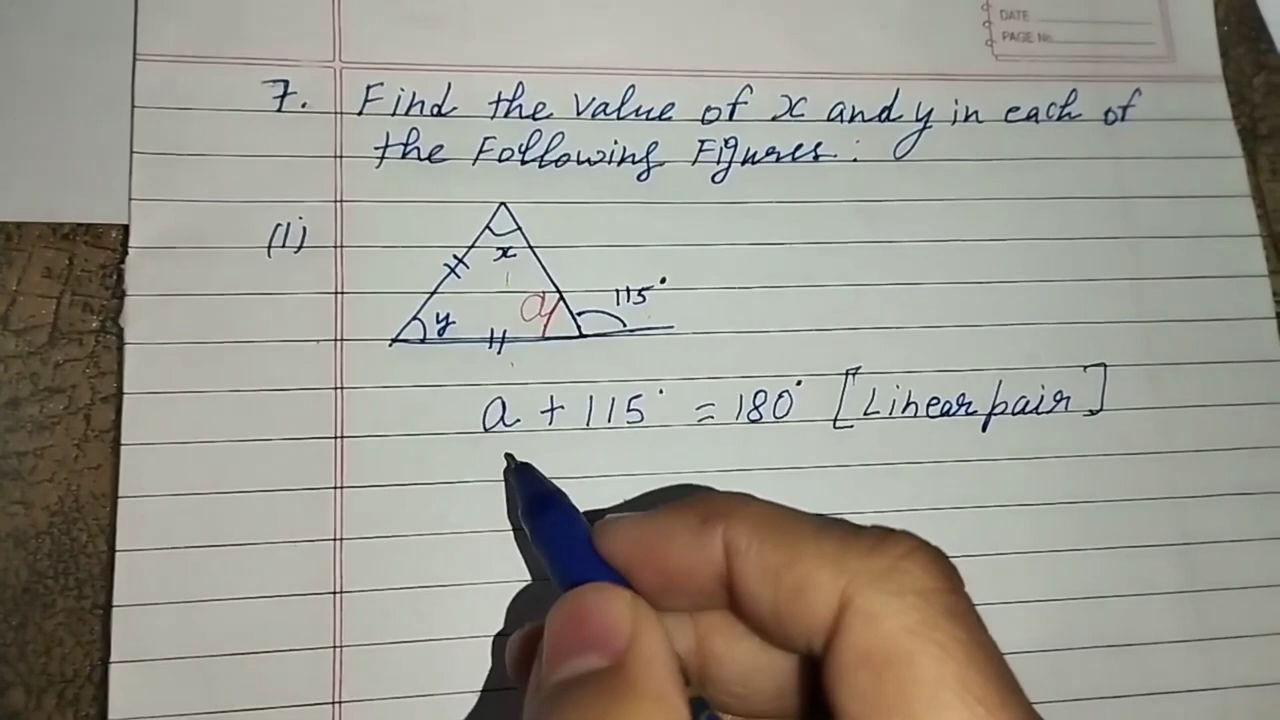 DATE
PAGE No.
7. Find the value of x and y in each of
the Following Figures :
(i)
x
a
115°
y
a + 115° = 180° [Linear pair]